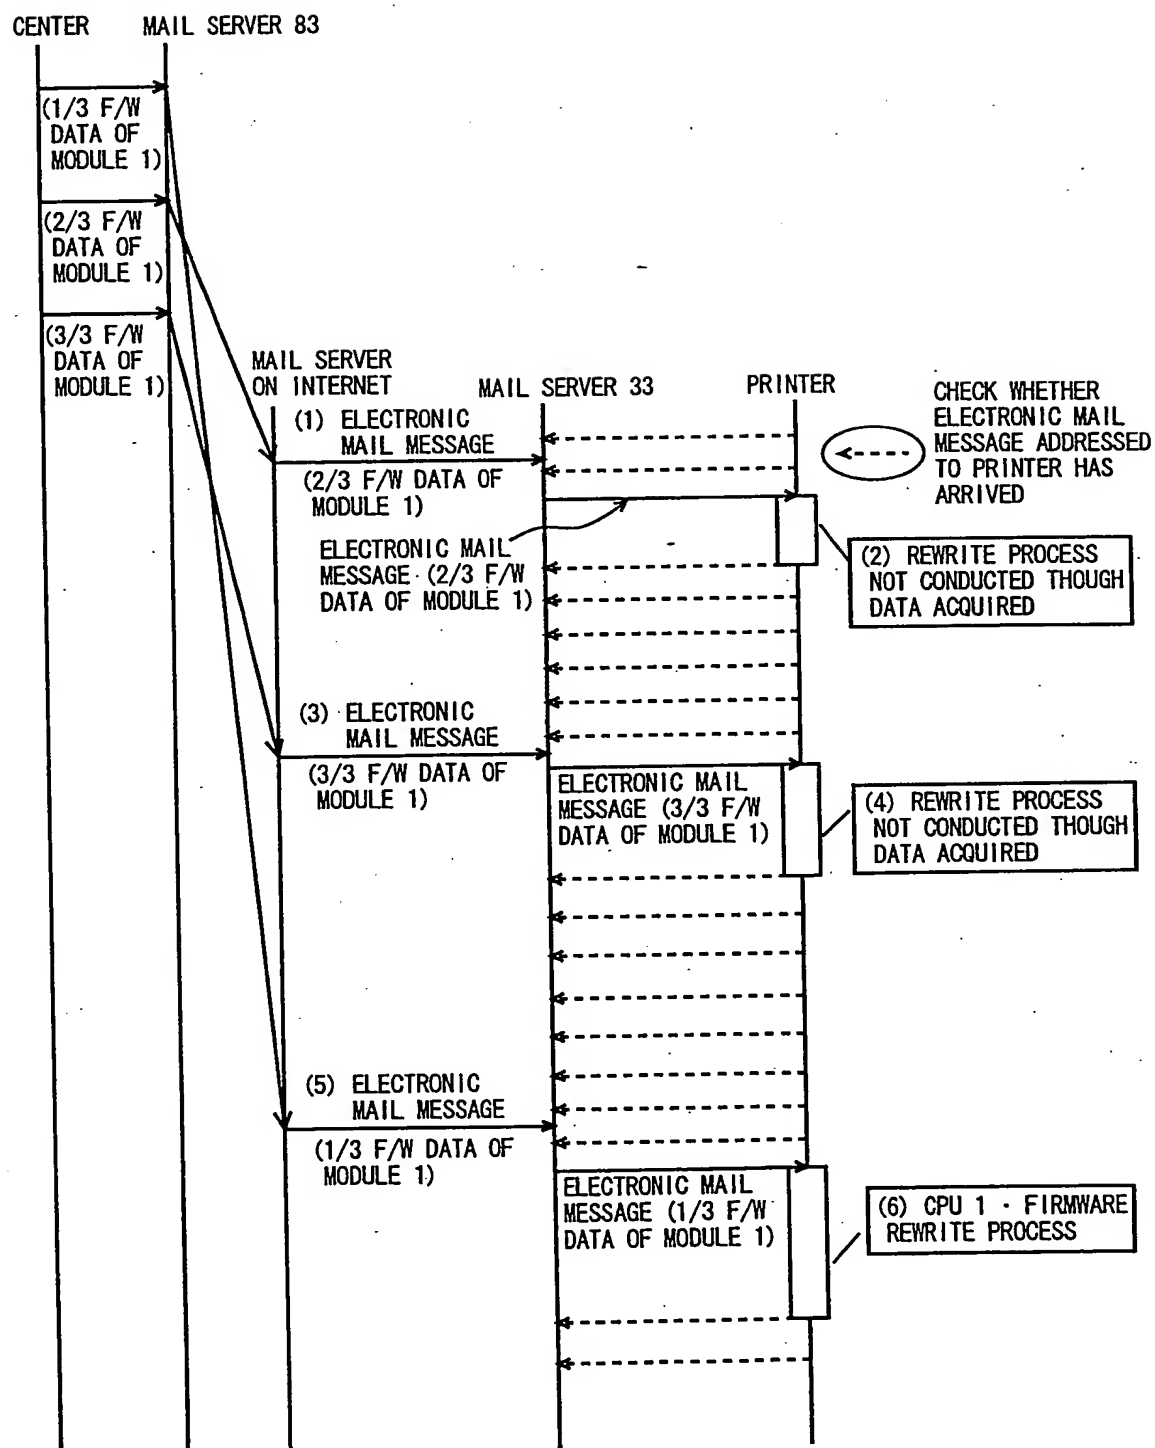 CENTER
MAIL SERVER 83
(1/3 F/W
DATA OF
MODULE 1)
(2/3 F/W
DATA OF
MODULE 1)
(3/3 F/W
DATA OF
MODULE 1)
MAIL SERVER
ON INTERNET
MAIL SERVER 33
PRINTER
CHECK WHETHER
ELECTRONIC MAIL
MESSAGE ADDRESSED
TO PRINTER HAS
ARRIVED
(1) ELECTRONIC
MAIL MESSAGE
(2/3 F/W DATA OF
MODULE 1)
ELECTRONIC MAIL
MESSAGE (2/3 F/W
DATA OF MODULE 1)
(2) REWRITE PROCESS
NOT CONDUCTED THOUGH
DATA ACQUIRED
(3) ELECTRONIC
MAIL MESSAGE
(3/3 F/W DATA OF
MODULE 1)
ELECTRONIC MAIL
MESSAGE (3/3 F/W
DATA OF MODULE 1)
(4) REWRITE PROCESS
NOT CONDUCTED THOUGH
DATA ACQUIRED
(5) ELECTRONIC
MAIL MESSAGE
(1/3 F/W DATA OF
MODULE 1)
ELECTRONIC MAIL
MESSAGE (1/3 F/W
DATA OF MODULE 1)
(6) CPU 1 · FIRMWARE
REWRITE PROCESS